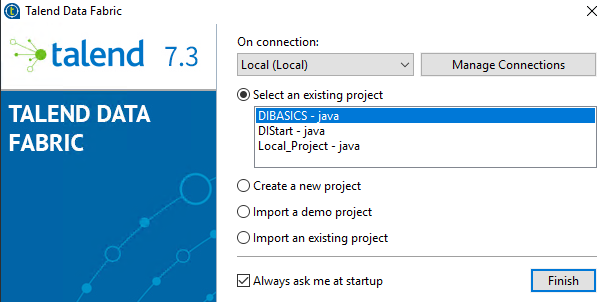 Talend Data Fabric
talend 7.3
TALEND DATA
FABRIC
On connection:
Local (Local)
Manage Connections
Select an existing project
DIBASICS - java
DIStart - java
Local_Project - java
Create a new project
Import a demo project
Import an existing project
Always ask me at startup
Finish